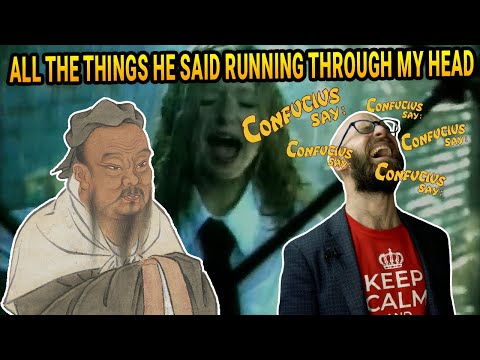 ALL THE THINGS HE SAID RUNNING THROUGH MY HEAD
CONFUCIUS
SAY:
CONFUCIUS
SAY:
CONFUCIUS
SAY:
CONFUCIUS
SAY:
CONFUCIUS
SAY:
KEEP
CALM
AND